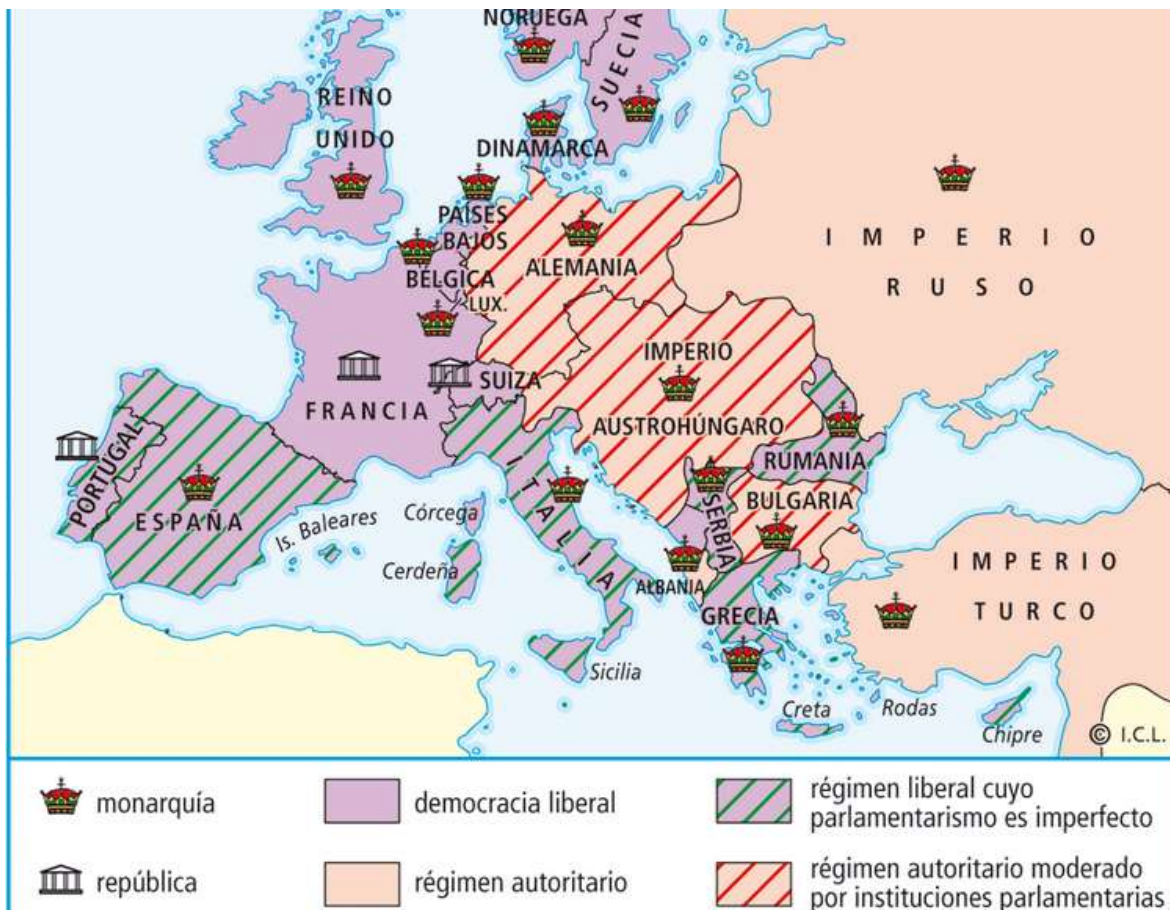 NORUEGA
SUECIA
REINO
UNIDO
DINAMARCA
PAÍSES
BAJOS
BÉLGICA
LUX.
ALEMANIA
IMPERIO
RUSO
IMPERIO
AUSTROHÚNGARO
SUIZA
FRANCIA
PORTUGAL
ESPAÑA
Is. Baleares
Córcega
Cerdeña
ITALIA
Sicilia
RUMANIA
SERBIA
BULGARIA
ALBANIA
GRECIA
IMPERIO
TURCO
Creta
Rodas
Chipre
© I.C.L.
monarquía
democracia liberal
régimen liberal cuyo
parlamentarismo es imperfecto
república
régimen autoritario
régimen autoritario moderado
por instituciones parlamentarias